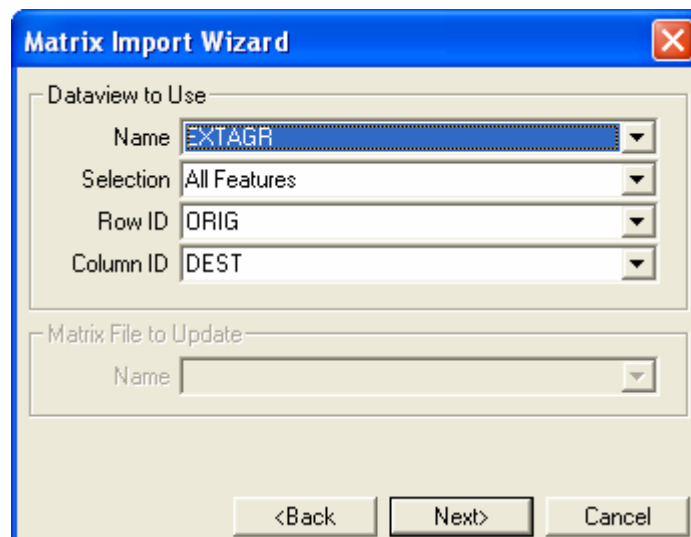 Matrix Import Wizard
Dataview to Use
Name EXTAGR
Selection All Features
Row ID ORIG
Column ID DEST
Matrix File to Update
Name
<Back Next> Cancel